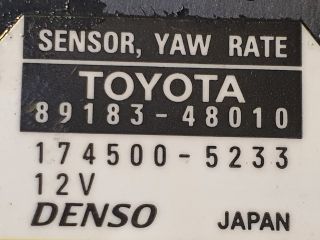 SENSOR, YAW RATE
TOYOTA
89183-48010
174500-5233
12V
DENSO JAPAN